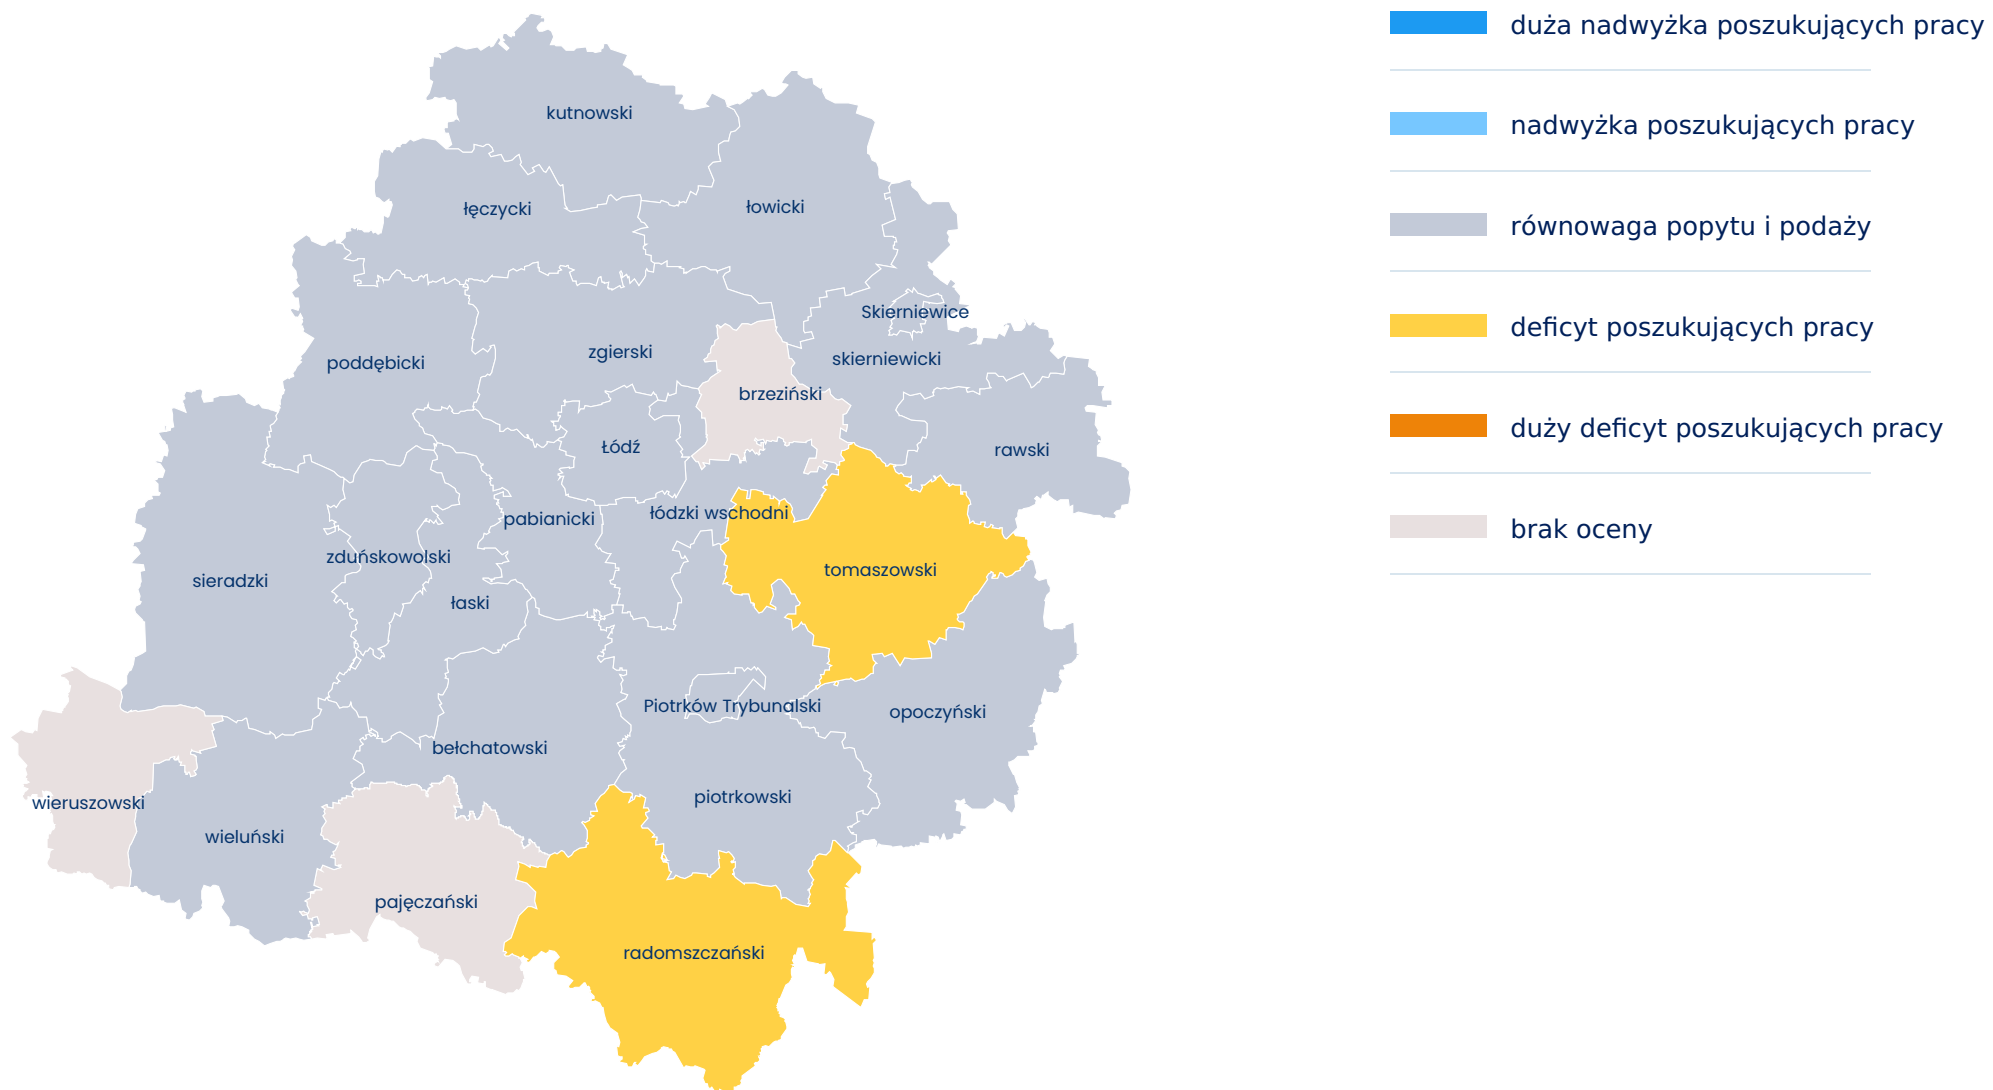 duża nadwyżka poszukujących pracy
nadwyżka poszukujących pracy
równowaga popytu i podaży
deficyt poszukujących pracy
duży deficyt poszukujących pracy
brak oceny
kutnowski
łęczycki
łowicki
Skierniewice
zgierski
skierniewicki
poddębicki
brzeziński
Łódź
rawski
łódzki wschodni
pabianicki
zduńskowolski
tomaszowski
sieradzki
łaski
Piotrków Trybunalski
opoczyński
bełchatowski
piotrkowski
wieruszowski
wieluński
pajęczański
radomszczański